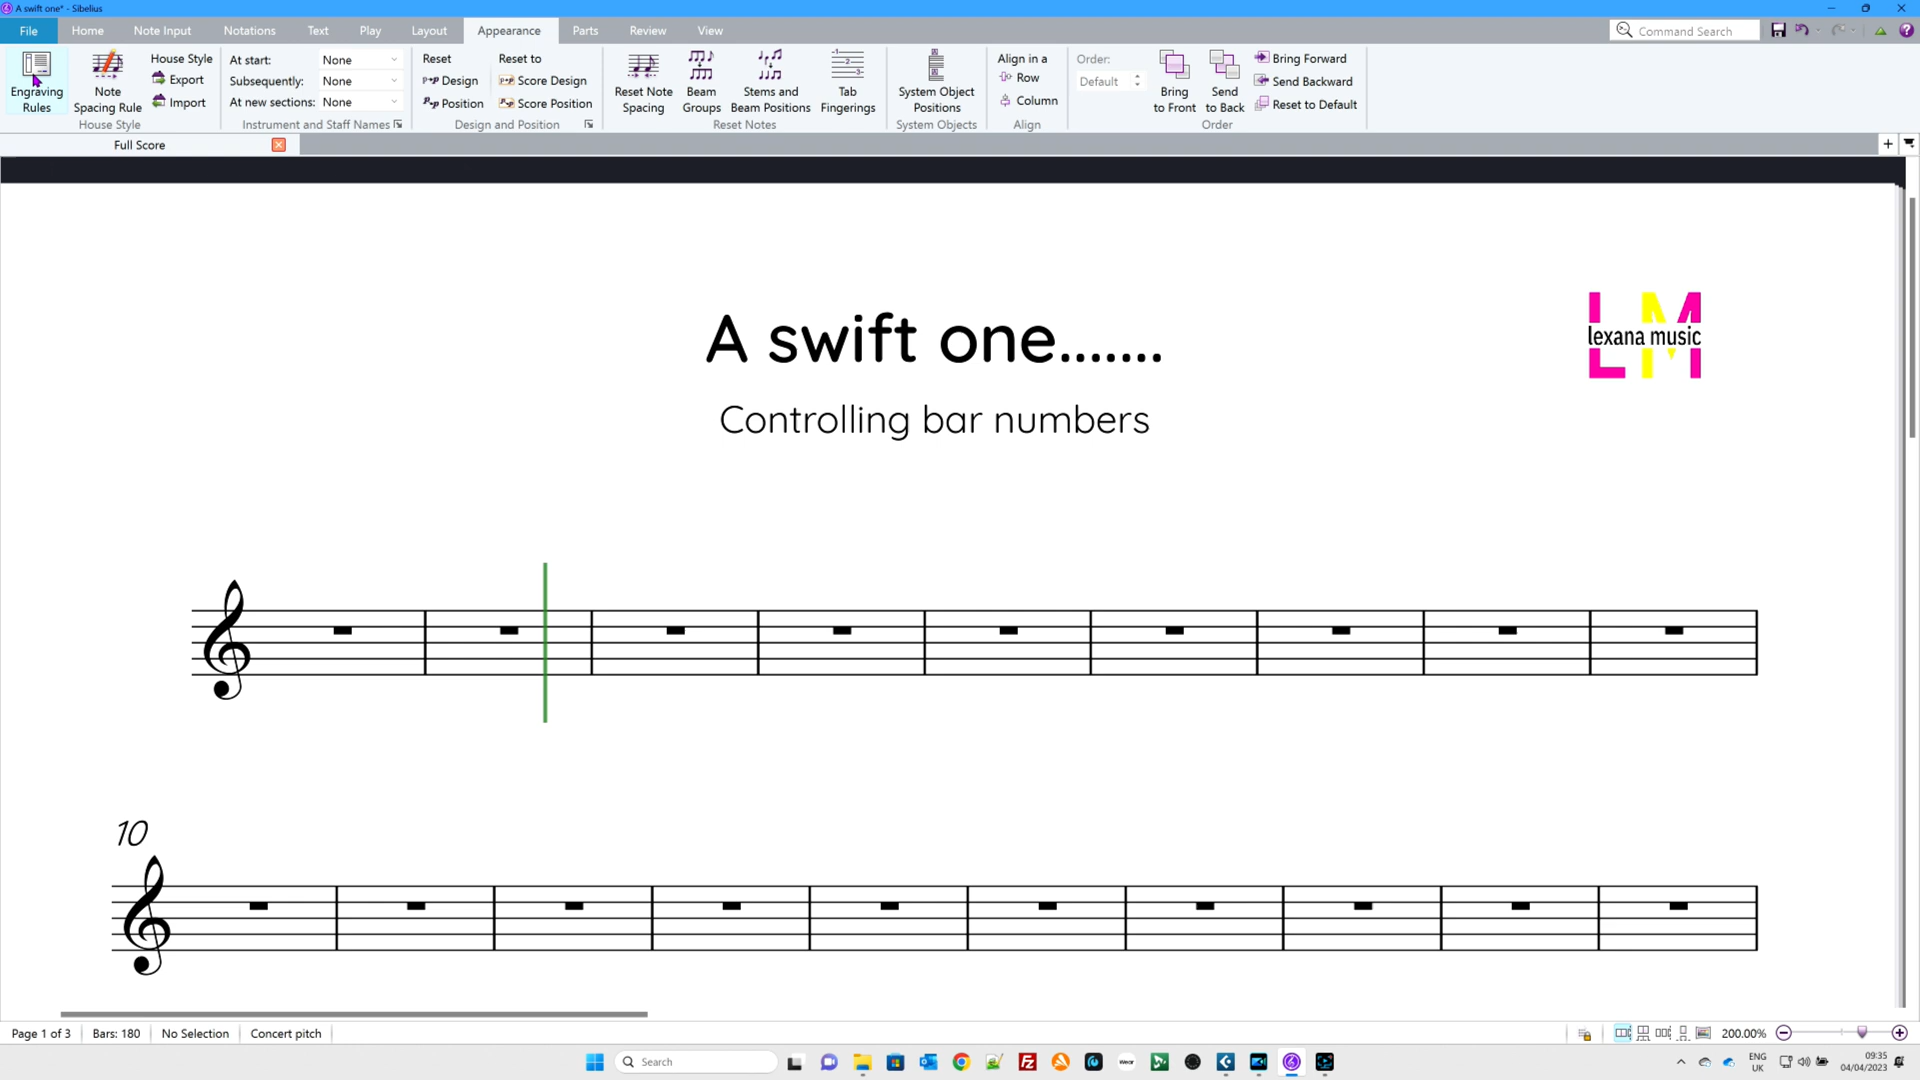 A swift one* - Sibelius
File Home Note Input Notations Text Play Layout Appearance Parts Review View Command Search
Engraving Rules
Note Spacing Rule
House Style
Export
Import
House Style
At start: None
Subsequently: None
At new sections: None
Instrument and Staff Names
Reset
Design
Position
Reset to
Score Design
Score Position
Design and Position
Reset Note Spacing
Beam Groups
Stems and Beam Positions
Tab Fingerings
Reset Notes
System Object Positions
System Objects
Align in a
Row
Column
Align
Order:
Default
Bring to Front
Send to Back
Bring Forward
Send Backward
Reset to Default
Order
Full Score
A swift one.......
LM
lexana music
Controlling bar numbers
10
Page 1 of 3 Bars: 180 No Selection Concert pitch 200.00%
Search
ENG
UK
09:35
04/04/2023